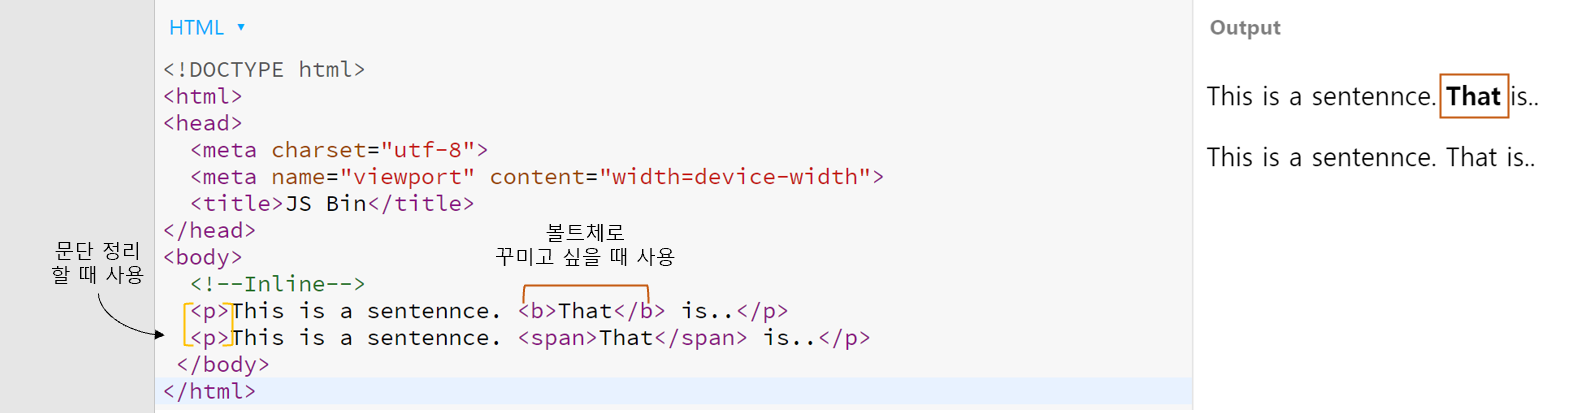 HTML ▾
Output
<!DOCTYPE html>
<html>
<head>
<meta charset="utf-8">
<meta name="viewport" content="width=device-width">
<title>JS Bin</title>
</head>
<body>
<!--Inline-->
<p>This is a sentennce. <b>That</b> is..</p>
<p>This is a sentennce. <span>That</span> is..</p>
</body>
</html>
문단 정리
할 때 사용
볼트체로
꾸미고 싶을 때 사용
This is a sentennce. That is..
This is a sentennce. That is..